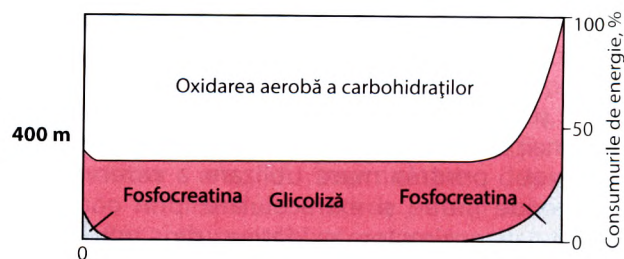 100
Oxidarea aerobă a carbohidraţilor
400 m
50
Fosfocreatina
Glicoliză
Fosfocreatina
0
0
Consumurile de energie, %